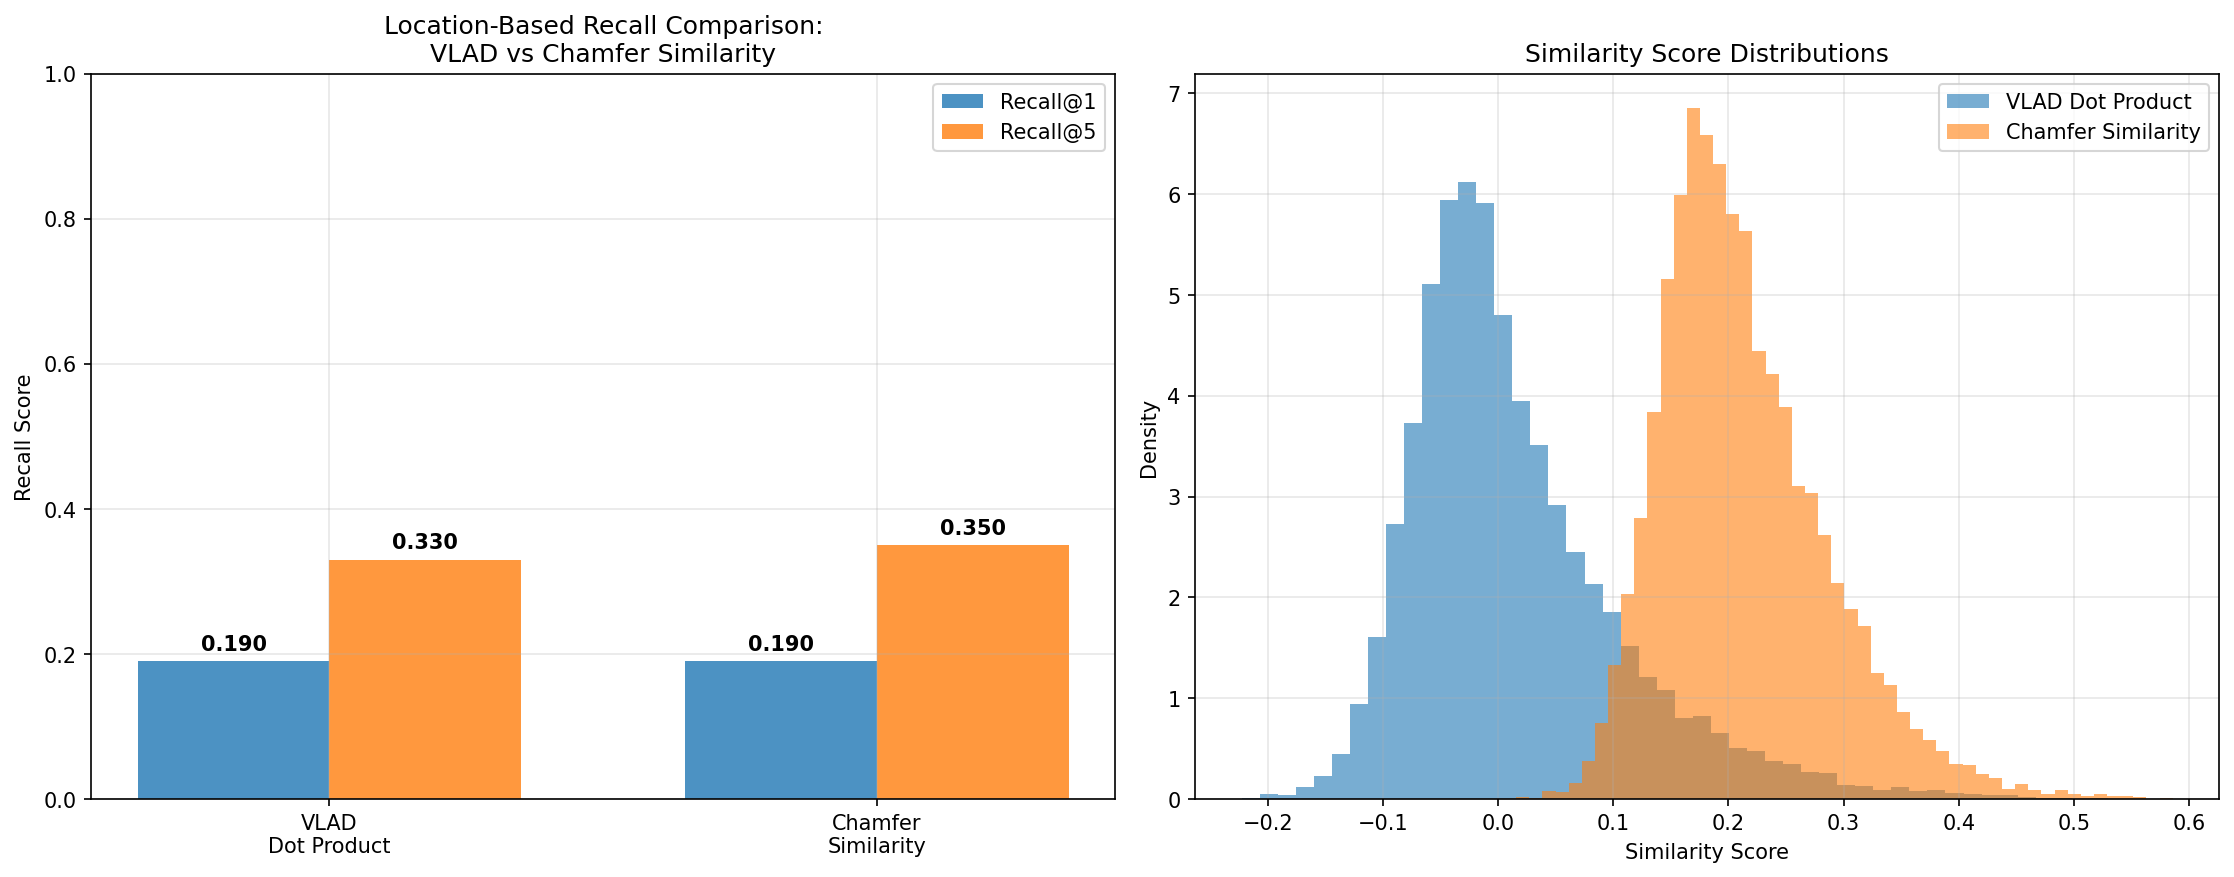 Location-Based Recall Comparison:
VLAD vs Chamfer Similarity
Recall Score
1.0
0.8
0.6
0.4
0.2
0.0
Recall@1
Recall@5
0.190
0.330
0.190
0.350
VLAD
Dot Product
Chamfer
Similarity
Similarity Score Distributions
Density
7
6
5
4
3
2
1
0
VLAD Dot Product
Chamfer Similarity
−0.2
−0.1
0.0
0.1
0.2
0.3
0.4
0.5
0.6
Similarity Score